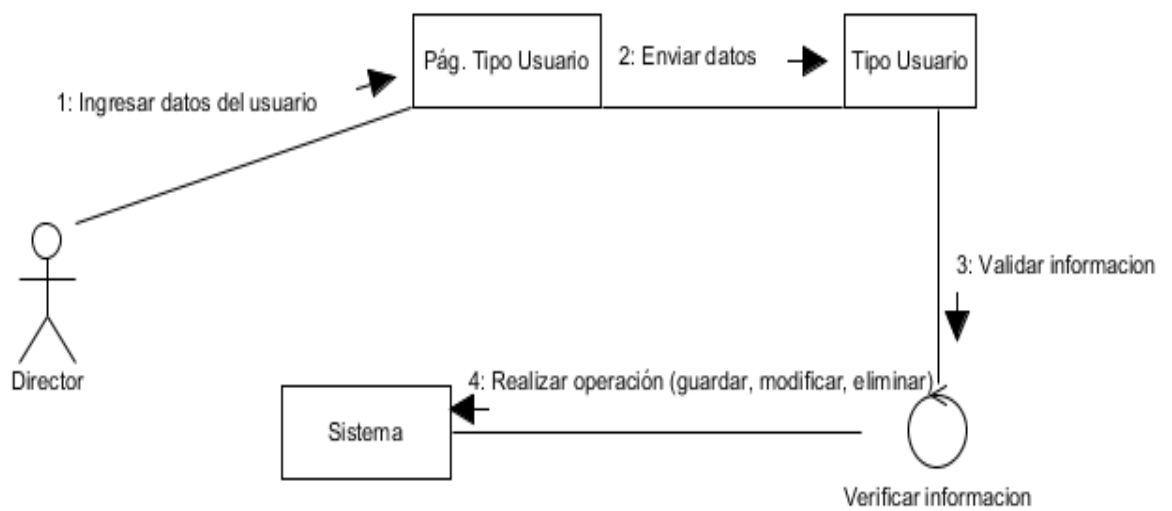 Pág. Tipo Usuario
2: Enviar datos
Tipo Usuario
1: Ingresar datos del usuario
3: Validar informacion
Director
4: Realizar operación (guardar, modificar, eliminar)
Sistema
Verificar informacion